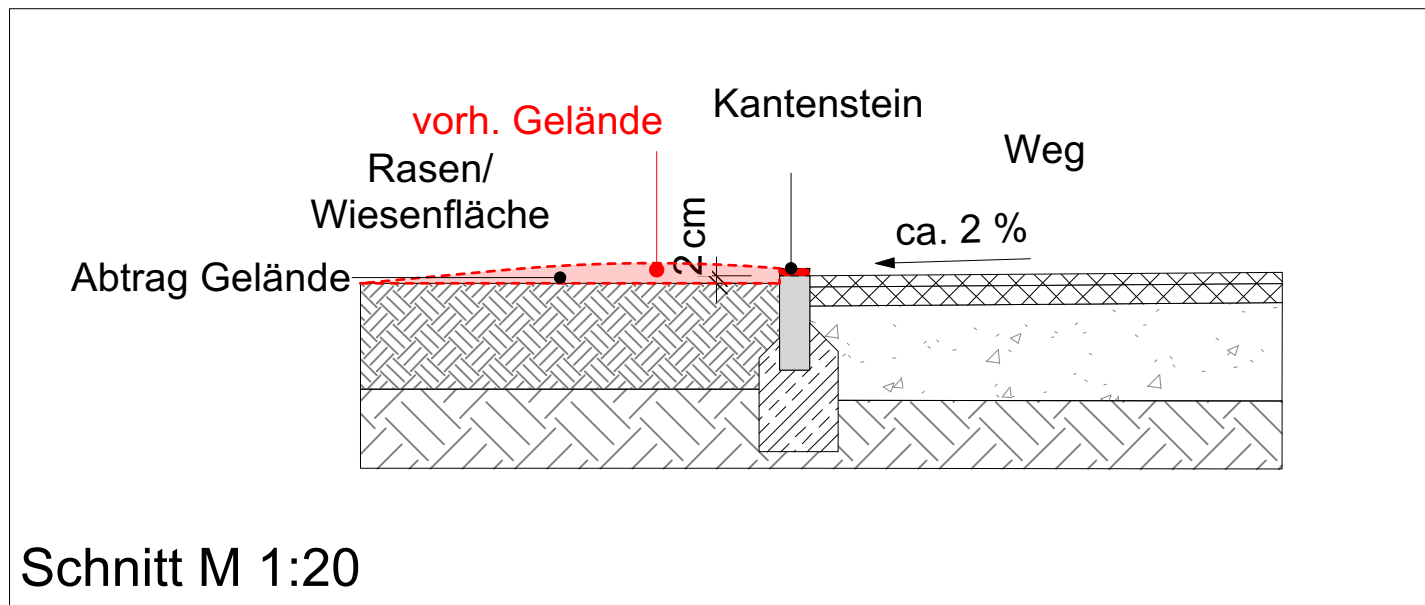 Kantenstein
vorh. Gelände
Weg
Rasen/
Wiesenfläche
2 cm
ca. 2 %
Abtrag Gelände
Schnitt M 1:20